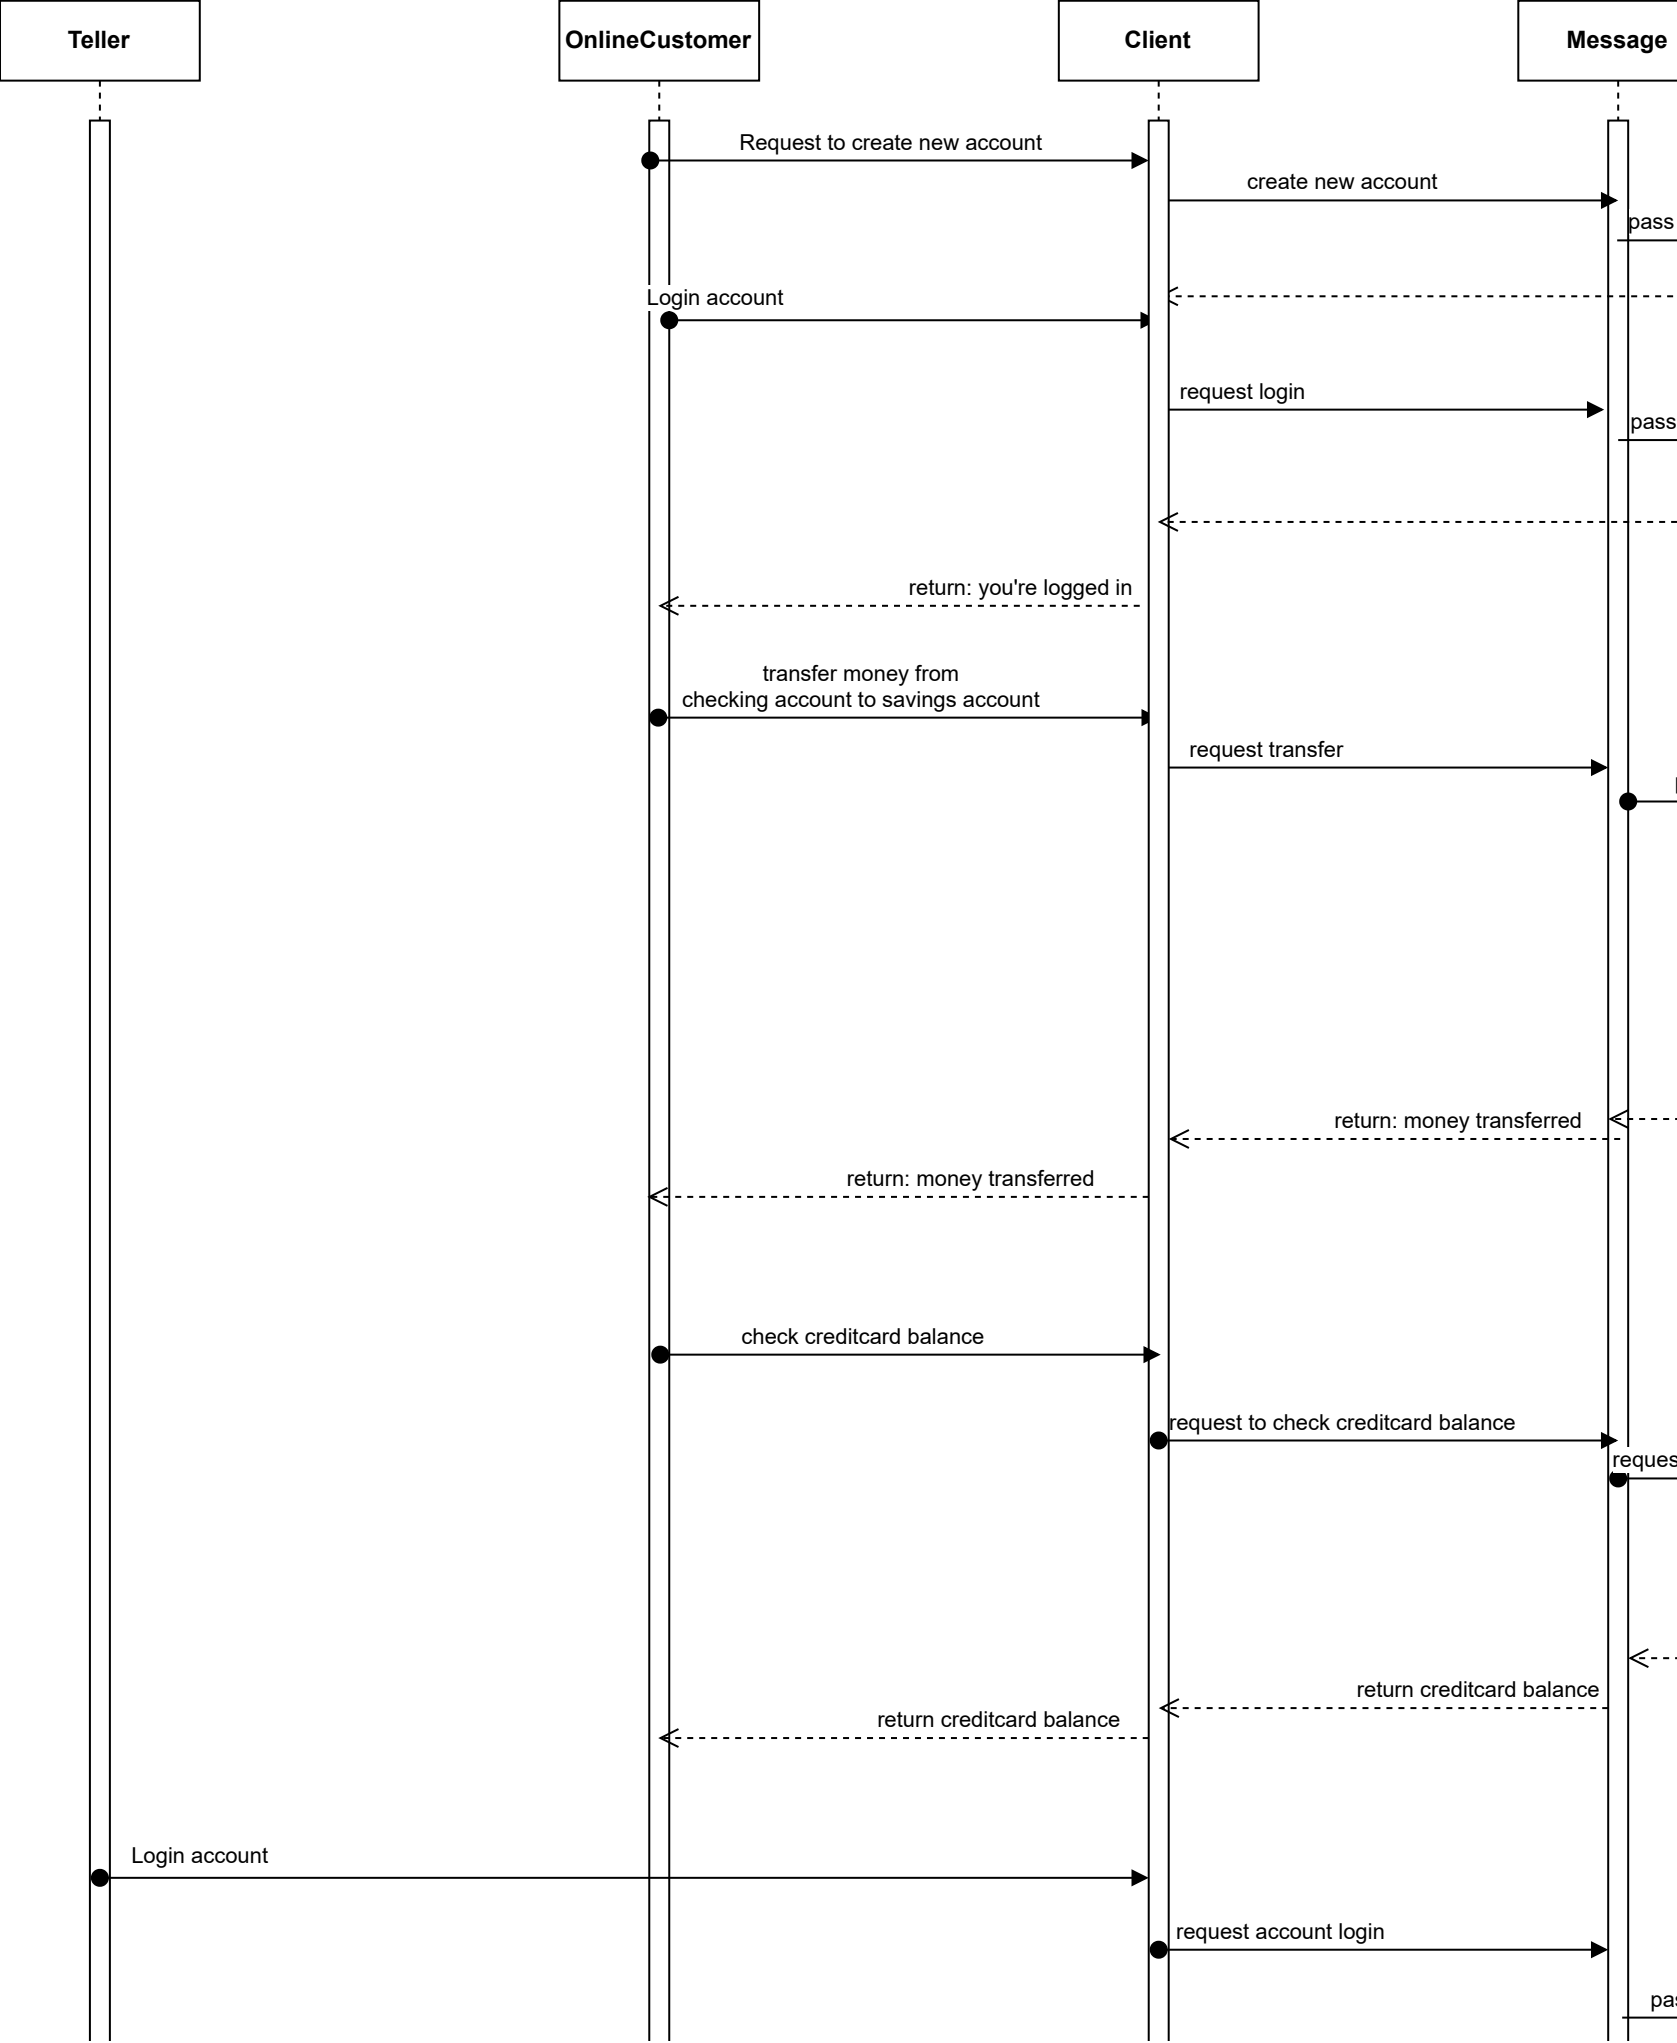 Teller
OnlineCustomer
Client
Message
Request to create new account
create new account
pass
Login account
request login
pass
return: you're logged in
transfer money from
checking account to savings account
request transfer
return: money transferred
return: money transferred
check creditcard balance
request to check creditcard balance
reques
return creditcard balance
return creditcard balance
Login account
request account login
pas